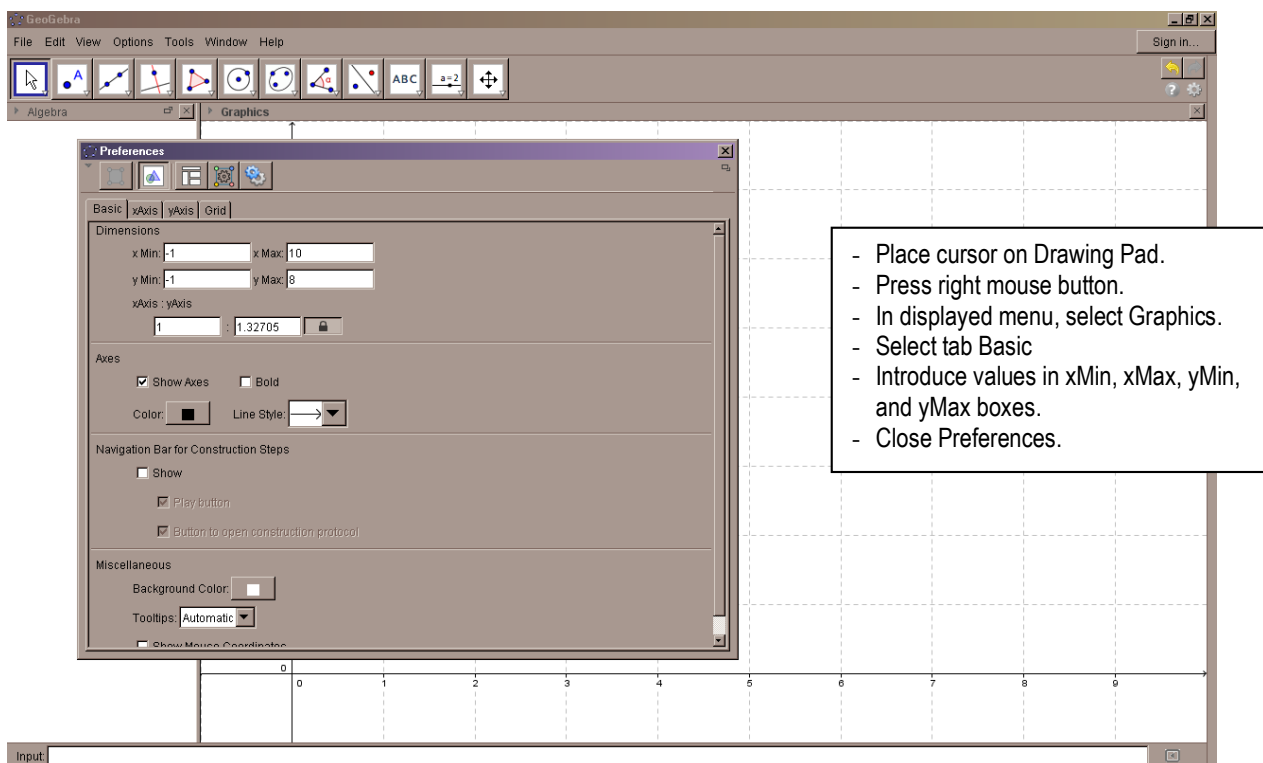 GeoGebra
File Edit View Options Tools Window Help
Sign in...
A
α
ABC
a=2
Algebra
Graphics
Preferences
Basic xAxis yAxis Grid
Dimensions
x Min: -1 x Max: 10
y Min: -1 y Max: 8
xAxis : yAxis
1 : 1.32705
Axes
Show Axes Bold
Color: Line Style:
Navigation Bar for Construction Steps
Show
Play button
Button to open construction protocol
Miscellaneous
Background Color:
Tooltips: Automatic
Show Mouse Coordinates
- Place cursor on Drawing Pad.
- Press right mouse button.
- In displayed menu, select Graphics.
- Select tab Basic
- Introduce values in xMin, xMax, yMin,
and yMax boxes.
- Close Preferences.
0
0 1 2 3 4 5 6 7 8 9
Input: